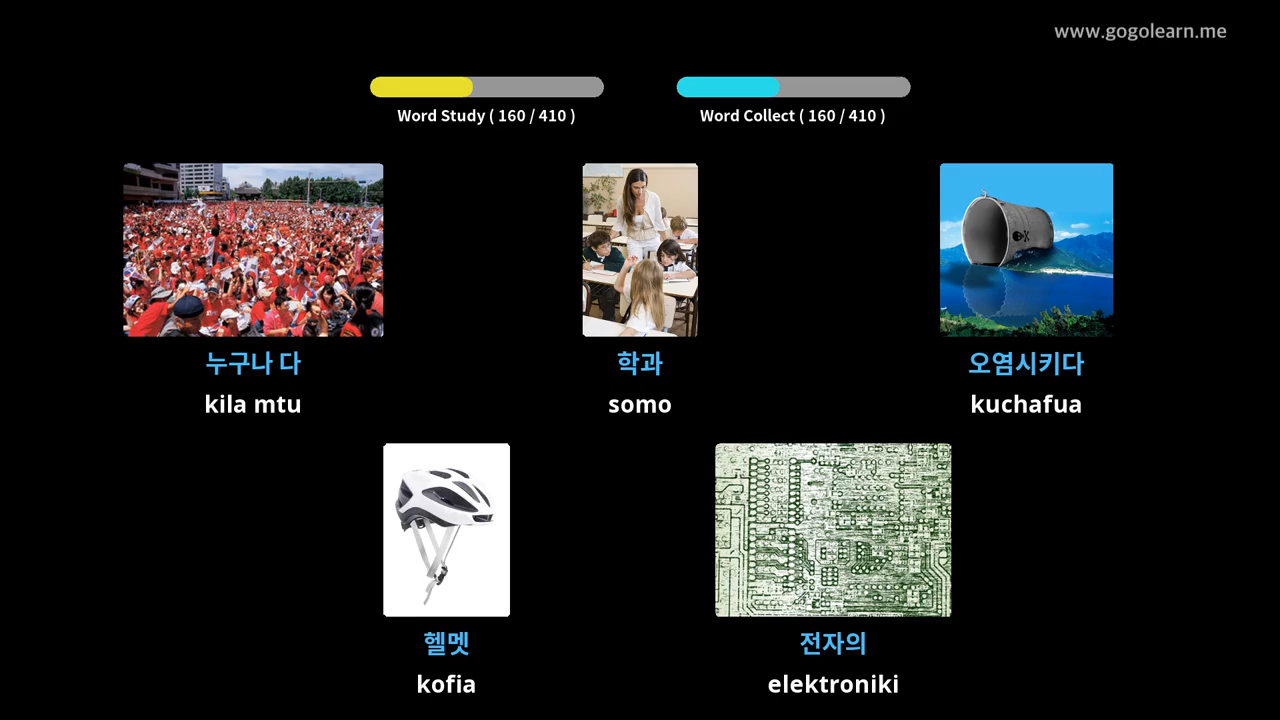 www.gogolearn.me
Word Study ( 160 / 410 )
Word Collect ( 160 / 410 )
누구나 다
kila mtu
학과
somo
오염시키다
kuchafua
헬멧
kofia
전자의
elektroniki